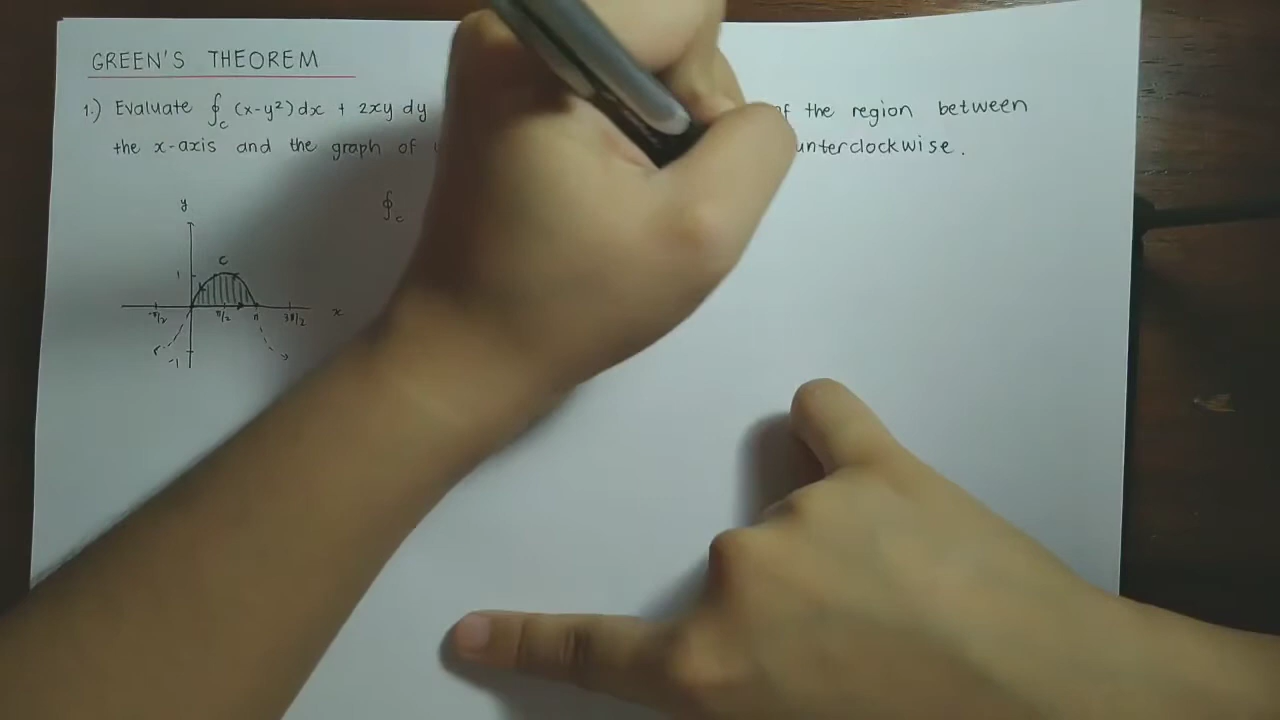 GREEN'S THEOREM
1.) Evaluate ∮c (x-y²) dx + 2xy dy of the region between
the x-axis and the graph of unterclockwise.
y
∮c
C
1
-π/2 π/2 π 3π/2 x
-1